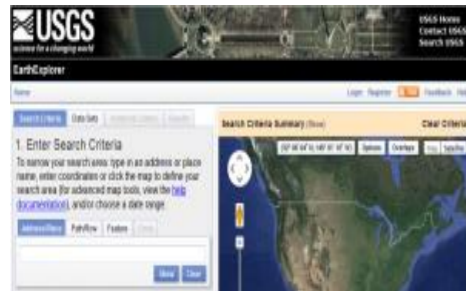 USGS
science for a changing world
USGS Home
Contact USGS
Search USGS
EarthExplorer
Home
Login Register Feedback Help
Search Criteria Data Sets Results
Search Criteria Summary (Show) Clear Criteria
1. Enter Search Criteria
To narrow your search area: type in an address or place
name, enter coordinates or click the map to define your
search area (for advanced map tools, view the help
documentation), and/or choose a date range.
Address/Place Path/Row Feature
Show Clear
Options Overlays Map Satellite